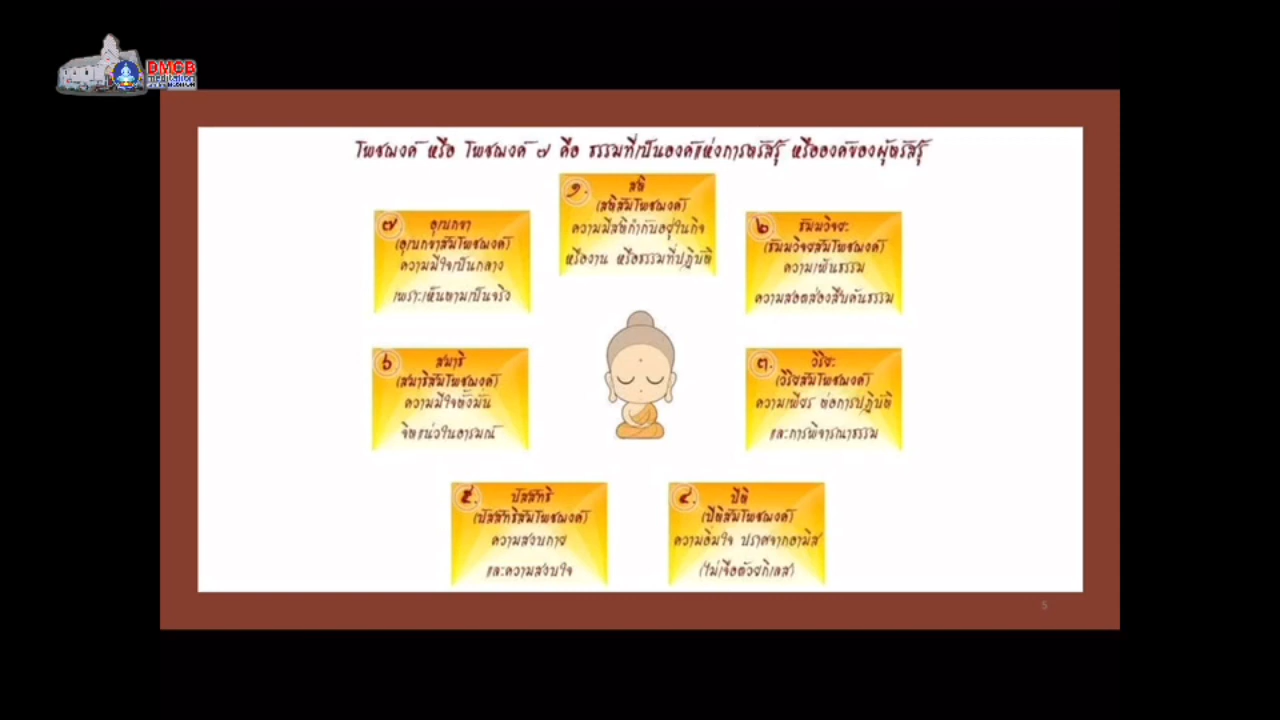 DMCB
meditation
โพชฌงค์ หรือ โพชฌงค์ ๗ คือ ธรรมที่เป็นองค์แห่งการตรัสรู้ หรือองค์ของผู้ตรัสรู้
๑.
สติ
(สติสัมโพชฌงค์)
ความมีสติกำกับอยู่ในกิจ
หรืองาน หรือธรรมที่ปฏิบัติ
๒
ธัมมวิจยะ
(ธัมมวิจยสัมโพชฌงค์)
ความเฟ้นธรรม
ความสอดส่องสืบค้นธรรม
๓.
วิริยะ
(วิริยสัมโพชฌงค์)
ความเพียร ต่อการปฏิบัติ
และการพิจารณาธรรม
๔.
ปีติ
(ปีติสัมโพชฌงค์)
ความอิ่มใจ ปราศจากอามิส
(ไม่เจือด้วยกิเลส)
๕.
ปัสสัทธิ
(ปัสสัทธิสัมโพชฌงค์)
ความสงบกาย
และความสงบใจ
๖
สมาธิ
(สมาธิสัมโพชฌงค์)
ความมีใจตั้งมั่น
จิตแน่วในอารมณ์
๗.
อุเบกขา
(อุเบกขาสัมโพชฌงค์)
ความมีใจเป็นกลาง
เพราะเห็นตามเป็นจริง
5